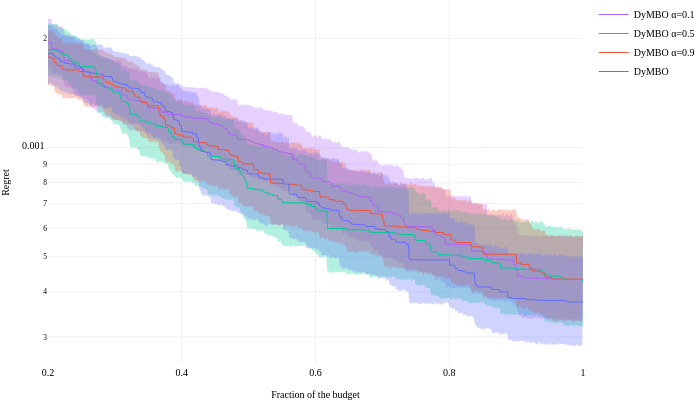 DyMBO α=0.1
DyMBO α=0.5
DyMBO α=0.9
DyMBO
2
0.001
9
8
7
6
5
4
3
Regret
0.2
0.4
0.6
0.8
1
Fraction of the budget